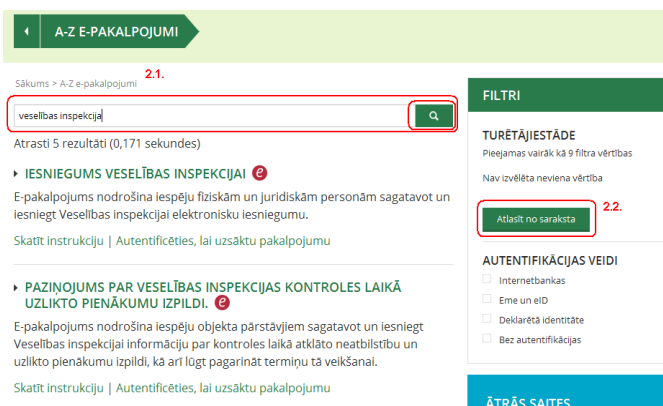 A-Z E-PAKALPOJUMI
Sākums > A-Z e-pakalpojumi
2.1.
veselības inspekcija
Atrasti 5 rezultāti (0,171 sekundes)
IESNIEGUMS VESELĪBAS INSPEKCIJAI e
E-pakalpojums nodrošina iespēju fiziskām un juridiskām personām sagatavot un
iesniegt Veselības inspekcijai elektronisku iesniegumu.
Skatīt instrukciju | Autentificēties, lai uzsāktu pakalpojumu
PAZIŅOJUMS PAR VESELĪBAS INSPEKCIJAS KONTROLES LAIKĀ
UZLIKTO PIENĀKUMU IZPILDI. e
E-pakalpojums nodrošina iespēju objekta pārstāvjiem sagatavot un iesniegt
Veselības inspekcijai informāciju par kontroles laikā atklāto neatbilstību un
uzlikto pienākumu izpildi, kā arī lūgt pagarināt termiņu tā veikšanai.
Skatīt instrukciju | Autentificēties, lai uzsāktu pakalpojumu
FILTRI
TURĒTĀJIESTĀDE
Pieejamas vairāk kā 9 filtra vērtības
Nav izvēlēta neviena vērtība
2.2.
Atlasīt no saraksta
AUTENTIFIKĀCIJAS VEIDI
Internetbankas
Eme un eID
Deklarētā identitāte
Bez autentifikācijas
ĀTRĀS SAITES